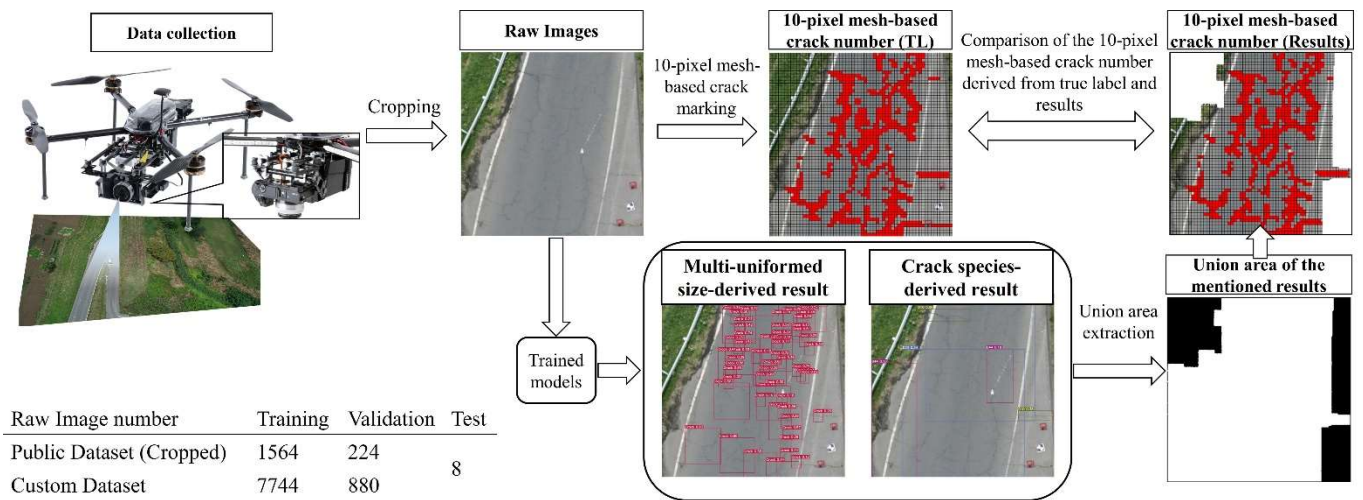 Data collection
Cropping
Raw Images
10-pixel mesh-
based crack
marking
10-pixel mesh-based
crack number (TL)
Comparison of the 10-pixel
mesh-based crack number
derived from true label and
results
10-pixel mesh-based
crack number (Results)
Trained
models
Multi-uniformed
size-derived result
Crack species-
derived result
Union area
extraction
Union area of the
mentioned results
Raw Image number Training Validation Test
Public Dataset (Cropped) 1564 224
8
Custom Dataset 7744 880